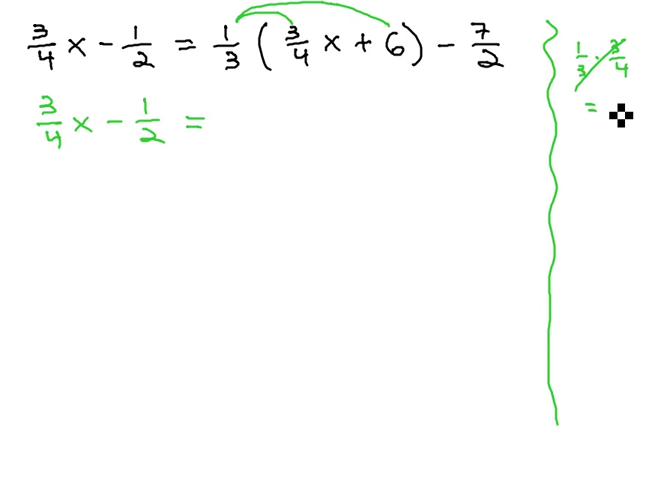 3/4 x - 1/2 = 1/3 ( 3/4 x + 6 ) - 7/2
3/4 x - 1/2 =
1/3 · 3/4
=